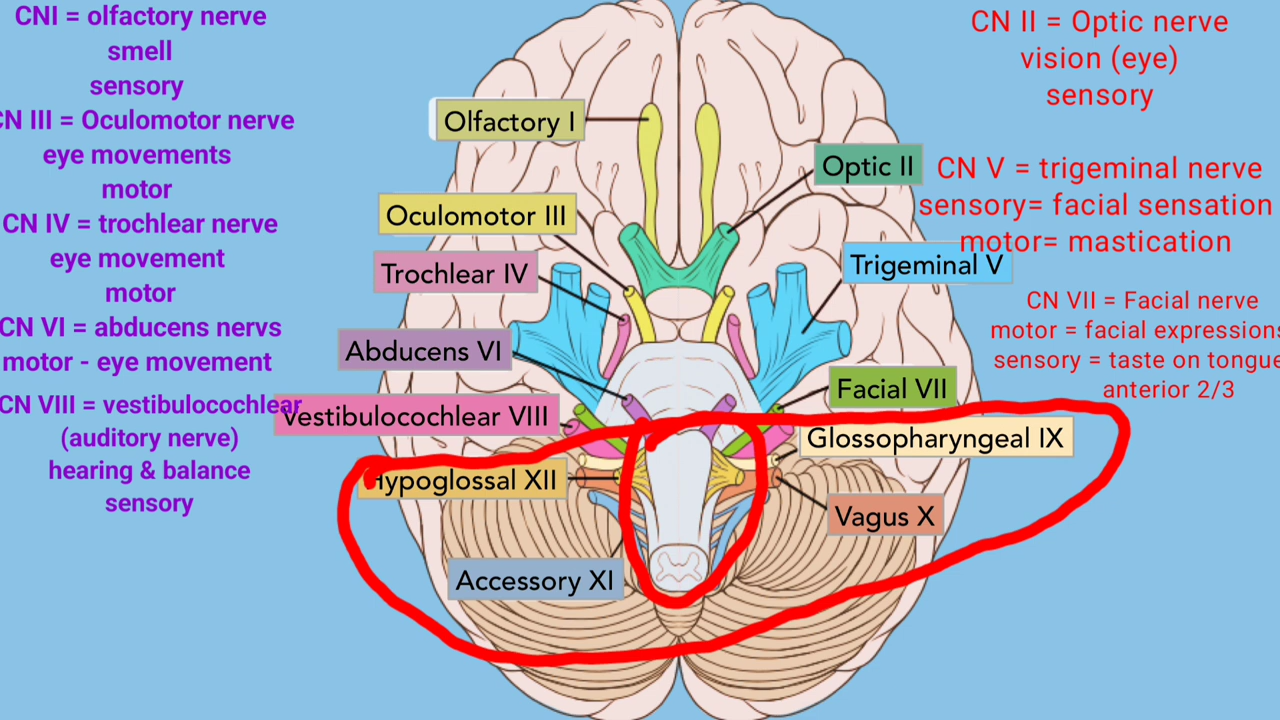 CNI = olfactory nerve
smell
sensory
CN III = Oculomotor nerve
eye movements
motor
CN IV = trochlear nerve
eye movement
motor
CN VI = abducens nervs
motor - eye movement
CN VIII = vestibulocochlear
(auditory nerve)
hearing & balance
sensory
Olfactory I
Oculomotor III
Trochlear IV
Abducens VI
Vestibulocochlear VIII
Hypoglossal XII
Accessory XI
Optic II
Trigeminal V
Facial VII
Glossopharyngeal IX
Vagus X
CN II = Optic nerve
vision (eye)
sensory
CN V = trigeminal nerve
sensory= facial sensation
motor= mastication
CN VII = Facial nerve
motor = facial expressions
sensory = taste on tongue
anterior 2/3